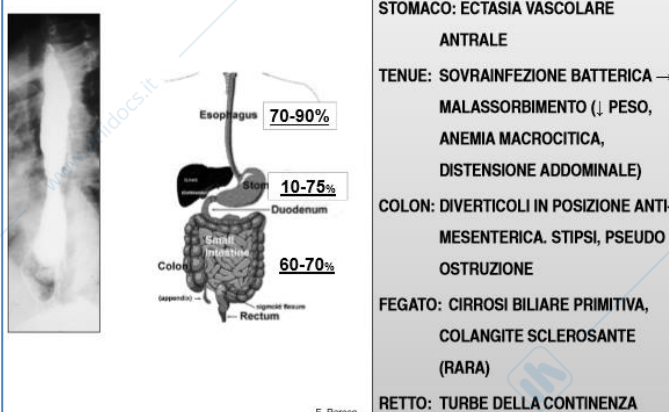 Esophagus
70-90%
Liver
Stom
10-75%
Duodenum
Small
Intestine
Colon
60-70%
(appendix)
sigmoid flexure
Rectum
STOMACO: ECTASIA VASCOLARE
ANTRALE
TENUE: SOVRAINFEZIONE BATTERICA →
MALASSORBIMENTO (↓ PESO,
ANEMIA MACROCITICA,
DISTENSIONE ADDOMINALE)
COLON: DIVERTICOLI IN POSIZIONE ANTI-
MESENTERICA. STIPSI, PSEUDO
OSTRUZIONE
FEGATO: CIRROSI BILIARE PRIMITIVA,
COLANGITE SCLEROSANTE
(RARA)
RETTO: TURBE DELLA CONTINENZA